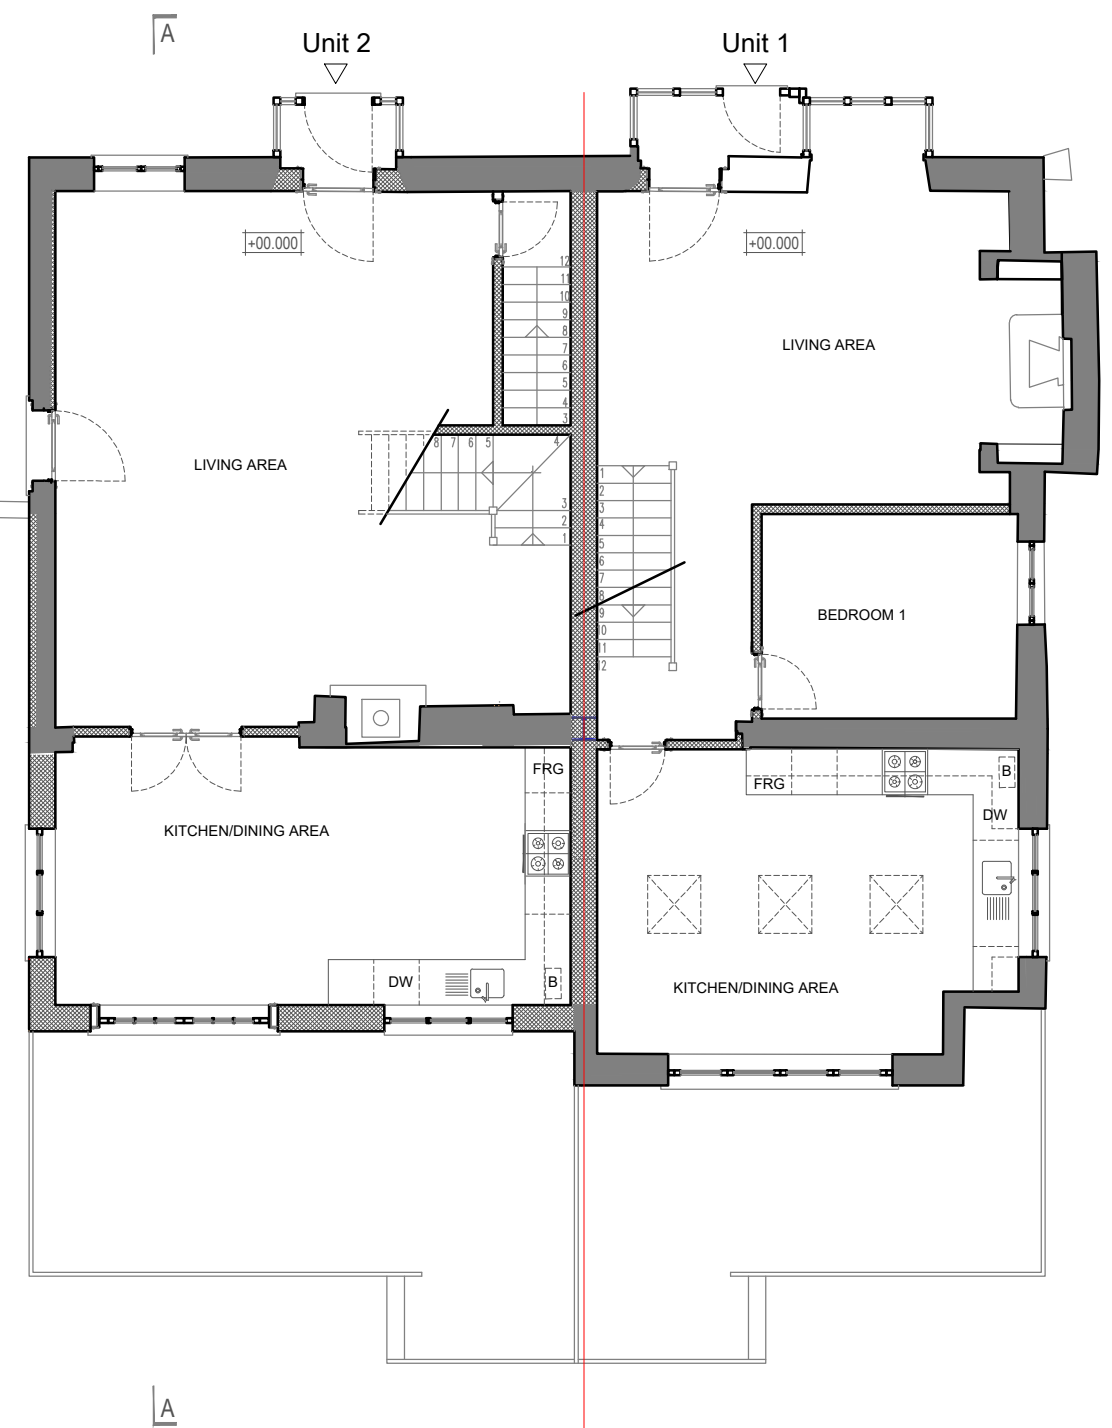 A
Unit 2
Unit 1
+00.000
+00.000
12
11
10
9
8
7
6
5
4
3
LIVING AREA
8
7
6
5
4
3
2
1
LIVING AREA
1
2
3
4
5
6
7
8
9
10
11
12
BEDROOM 1
FRG
FRG
B
DW
KITCHEN/DINING AREA
DW
B
KITCHEN/DINING AREA
A